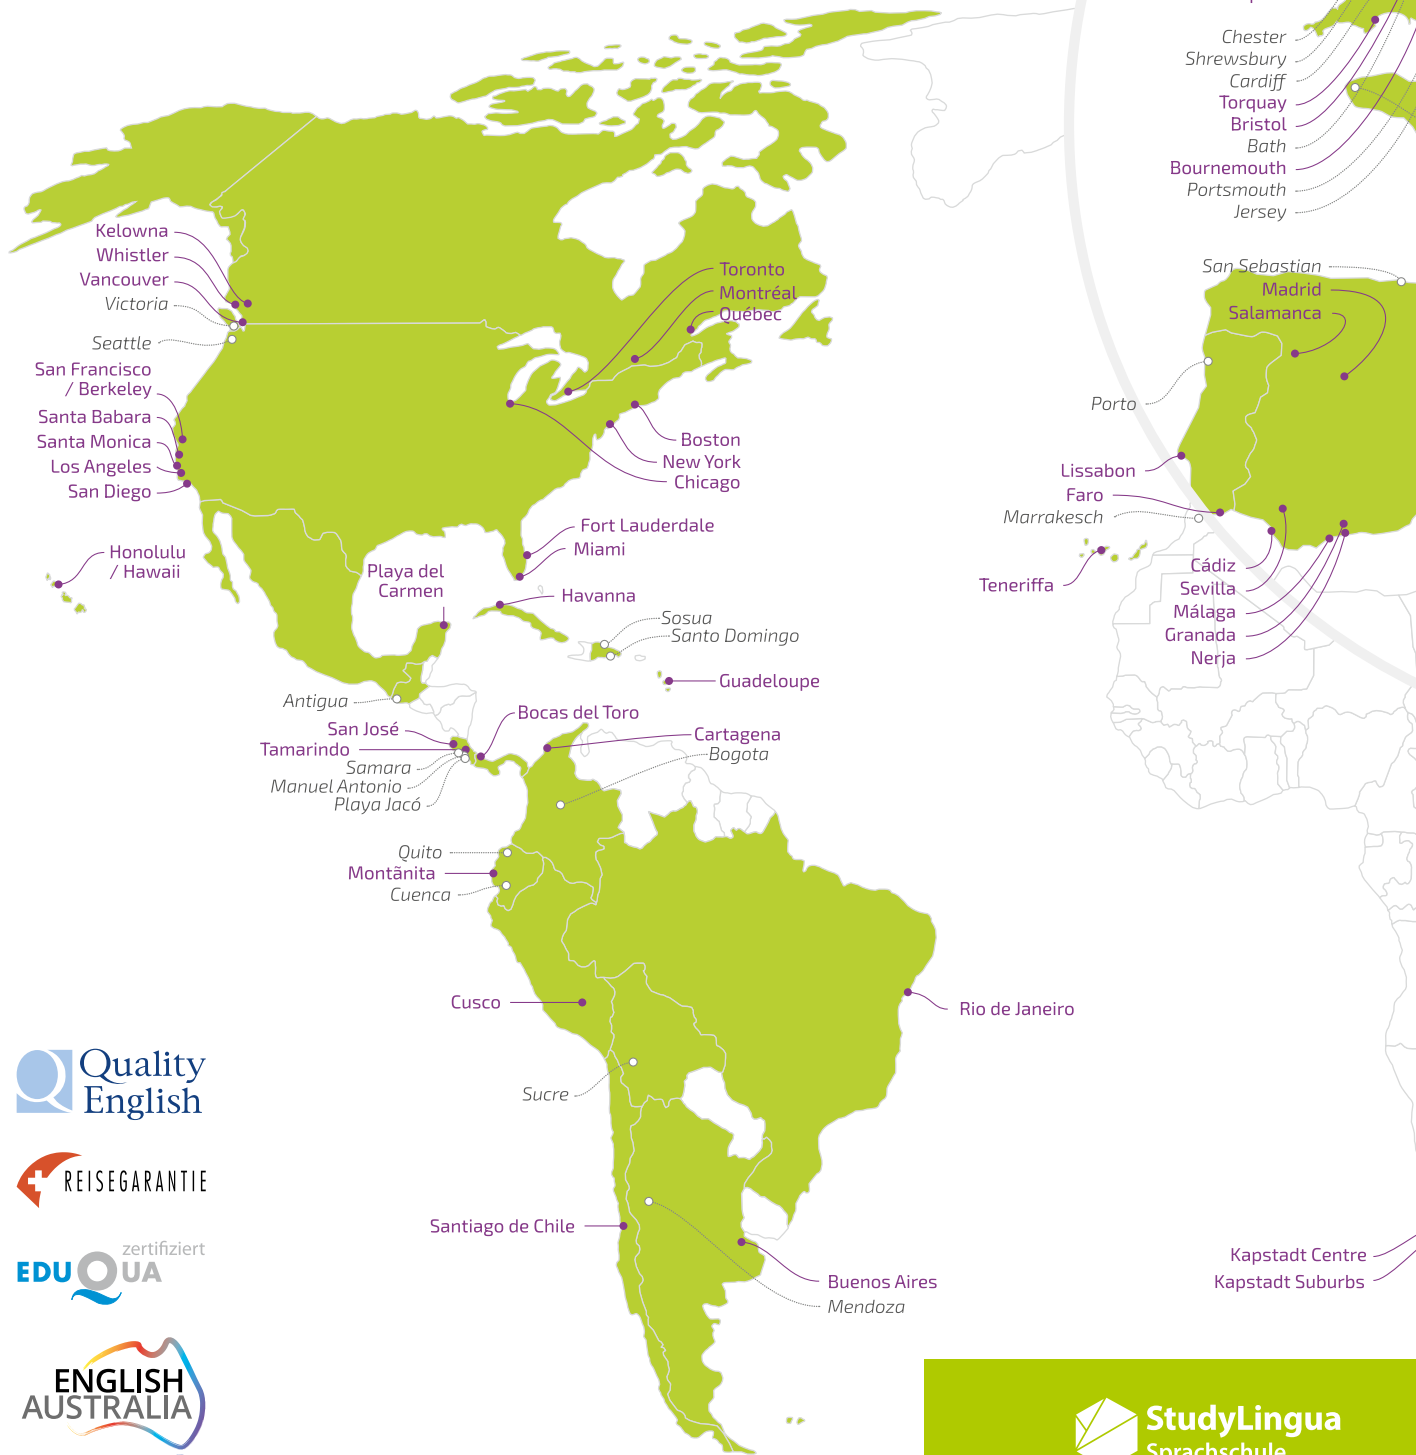 Chester
Shrewsbury
Cardiff
Torquay
Bristol
Bath
Bournemouth
Portsmouth
Jersey
Kelowna
Whistler
Vancouver
Victoria
Seattle
San Francisco
/ Berkeley
Santa Babara
Santa Monica
Los Angeles
San Diego
Honolulu
/ Hawaii
Toronto
Montréal
Québec
Boston
New York
Chicago
Fort Lauderdale
Miami
Playa del
Carmen
Havanna
Sosua
Santo Domingo
Guadeloupe
Antigua
San José
Tamarindo
Samara
Manuel Antonio
Playa Jacó
Bocas del Toro
Cartagena
Bogota
Quito
Montãnita
Cuenca
Cusco
Rio de Janeiro
Sucre
Santiago de Chile
Buenos Aires
Mendoza
San Sebastian
Madrid
Salamanca
Porto
Lissabon
Faro
Marrakesch
Teneriffa
Cádiz
Sevilla
Málaga
Granada
Nerja
Kapstadt Centre
Kapstadt Suburbs
Quality
English
REISEGARANTIE
zertifiziert
EDUQUA
ENGLISH
AUSTRALIA
StudyLingua
Sprachschule